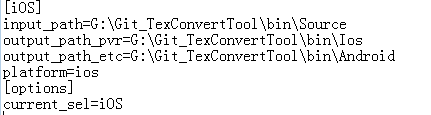 [iOS]
input_path=G:\Git_TexConvertTool\bin\Source
output_path_pvr=G:\Git_TexConvertTool\bin\Ios
output_path_etc=G:\Git_TexConvertTool\bin\Android
platform=ios
[options]
current_sel=iOS